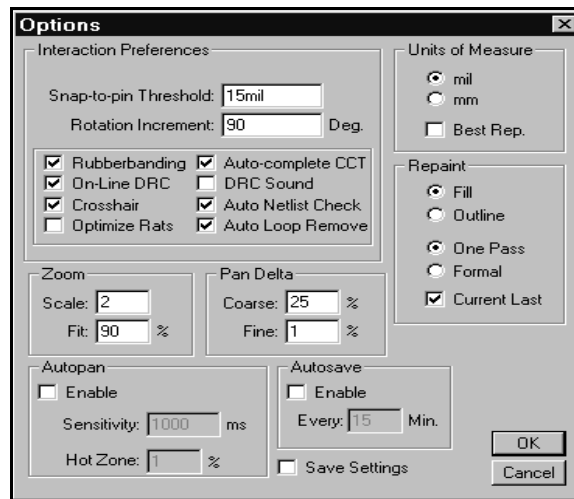 Options
Interaction Preferences
Snap-to-pin Threshold: 15mil
Rotation Increment: 90 Deg.
Rubberbanding
Auto-complete CCT
On-Line DRC
DRC Sound
Crosshair
Auto Netlist Check
Optimize Rats
Auto Loop Remove
Units of Measure
mil
mm
Best Rep.
Repaint
Fill
Outline
One Pass
Formal
Current Last
Zoom
Scale: 2
Fit: 90 %
Pan Delta
Coarse: 25 %
Fine: 1 %
Autopan
Enable
Sensitivity: 1000 ms
Hot Zone: 1 %
Autosave
Enable
Every: 15 Min.
Save Settings
OK
Cancel